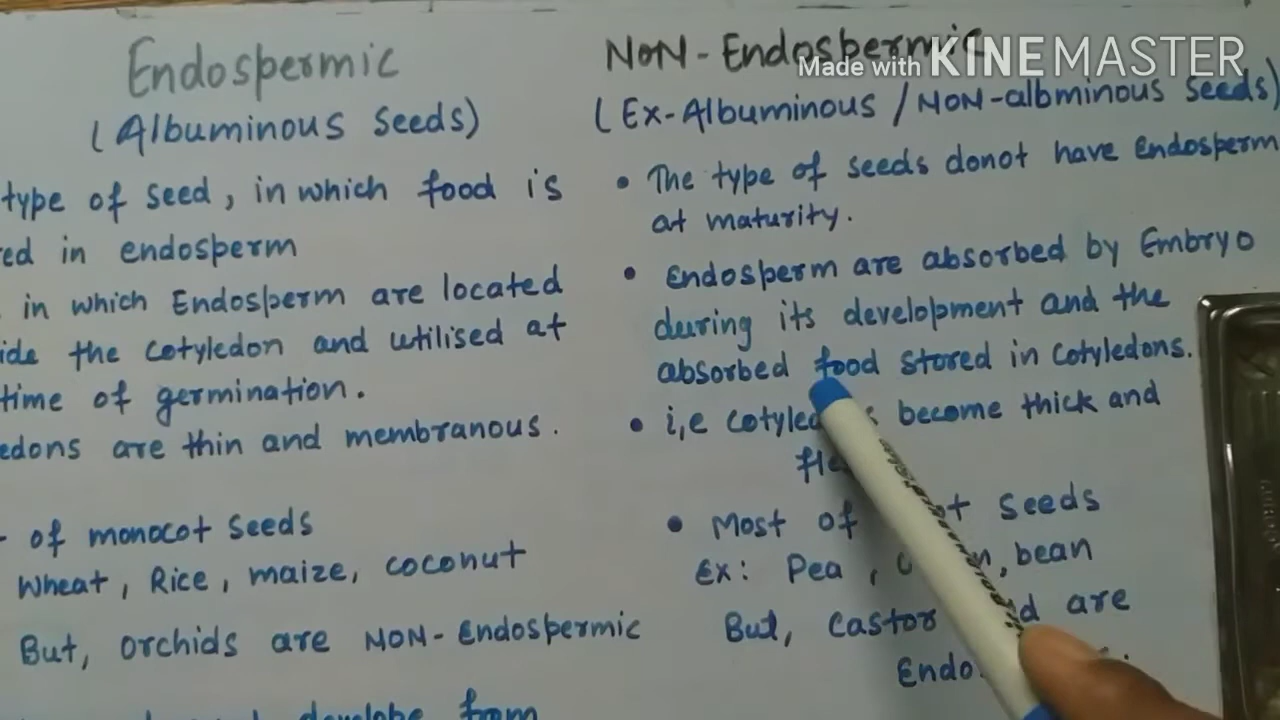 Endospermic
(Albuminous seeds)
type of seed, in which food is
ed in endosperm
in which Endosperm are located
ide the cotyledon and utilised at
time of germination.
edons are thin and membranous.
of monocot seeds
Wheat, Rice, maize, coconut
But, orchids are NON-Endospermic
develope from
NON-Endospermic
(Ex-Albuminous/NON-albminous seeds)
• The type of seeds donot have Endosperm
at maturity.
• Endosperm are absorbed by Embryo
during its development and the
absorbed food stored in cotyledons.
• i,e cotyled s become thick and
fle
• Most of t seeds
Ex: Pea, n, bean
But, Castor d are
Endo
Made with KINEMASTER